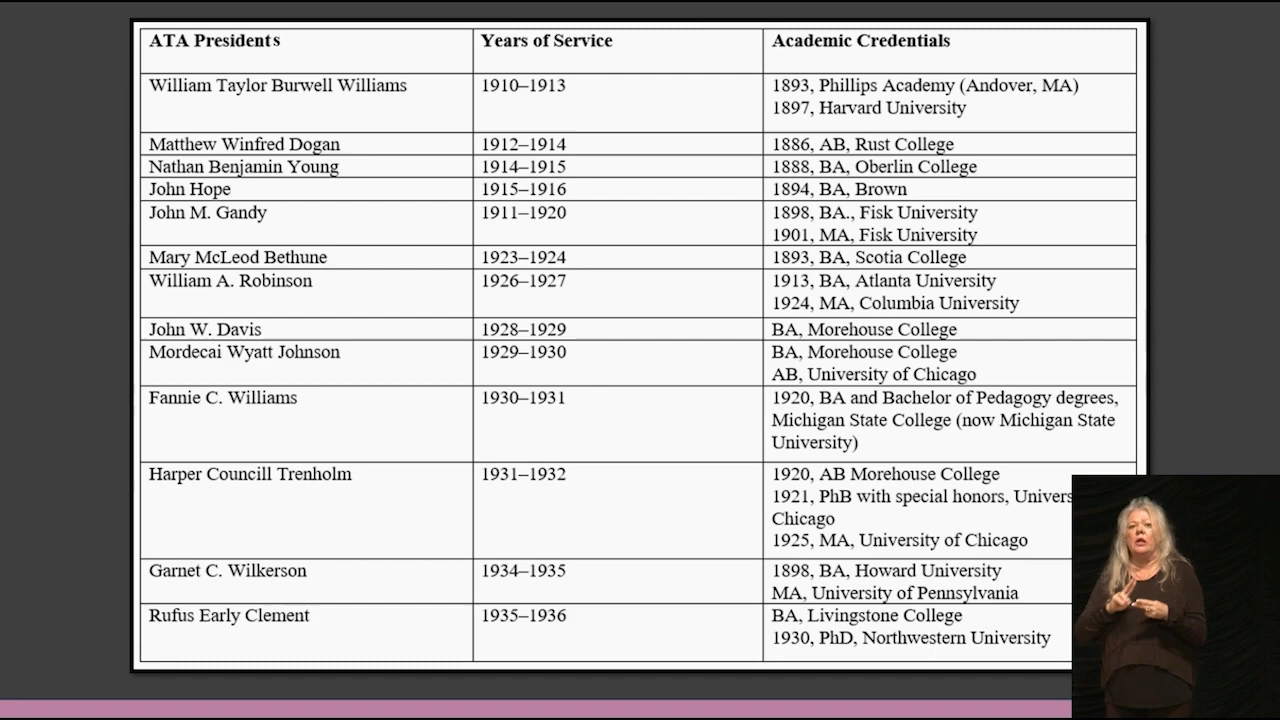 ATA Presidents Years of Service Academic Credentials
William Taylor Burwell Williams 1910–1913 1893, Phillips Academy (Andover, MA)
1897, Harvard University
Matthew Winfred Dogan 1912–1914 1886, AB, Rust College
Nathan Benjamin Young 1914–1915 1888, BA, Oberlin College
John Hope 1915–1916 1894, BA, Brown
John M. Gandy 1911–1920 1898, BA., Fisk University
1901, MA, Fisk University
Mary McLeod Bethune 1923–1924 1893, BA, Scotia College
William A. Robinson 1926–1927 1913, BA, Atlanta University
1924, MA, Columbia University
John W. Davis 1928–1929 BA, Morehouse College
Mordecai Wyatt Johnson 1929–1930 BA, Morehouse College
AB, University of Chicago
Fannie C. Williams 1930–1931 1920, BA and Bachelor of Pedagogy degrees,
Michigan State College (now Michigan State
University)
Harper Councill Trenholm 1931–1932 1920, AB Morehouse College
1921, PhB with special honors,
Chicago
1925, MA, University of Chicago
Garnet C. Wilkerson 1934–1935 1898, BA, Howard University
MA, University of Pennsylvania
Rufus Early Clement 1935–1936 BA, Livingstone College
1930, PhD, Northwestern University